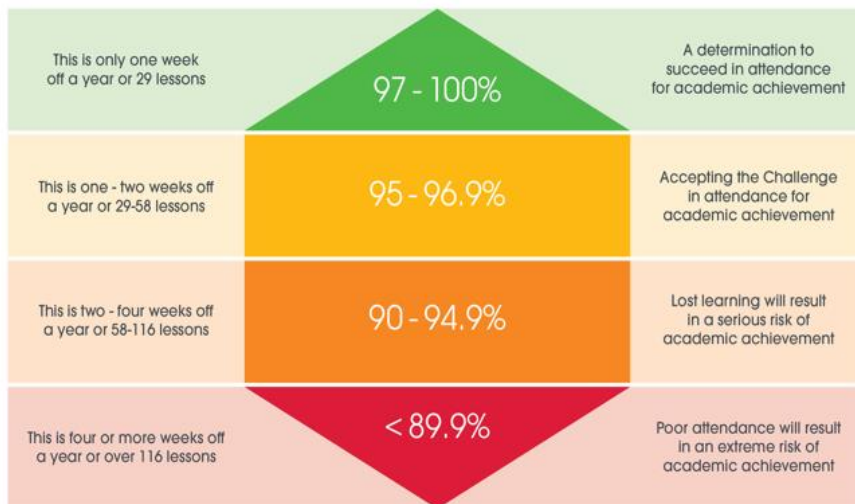 This is only one week
off a year or 29 lessons
97 - 100%
A determination to
succeed in attendance
for academic achievement
This is one - two weeks off
a year or 29-58 lessons
95 - 96.9%
Accepting the Challenge
in attendance for
academic achievement
This is two - four weeks off
a year or 58-116 lessons
90 - 94.9%
Lost learning will result
in a serious risk of
academic achievement
This is four or more weeks off
a year or over 116 lessons
< 89.9%
Poor attendance will result
in an extreme risk of
academic achievement